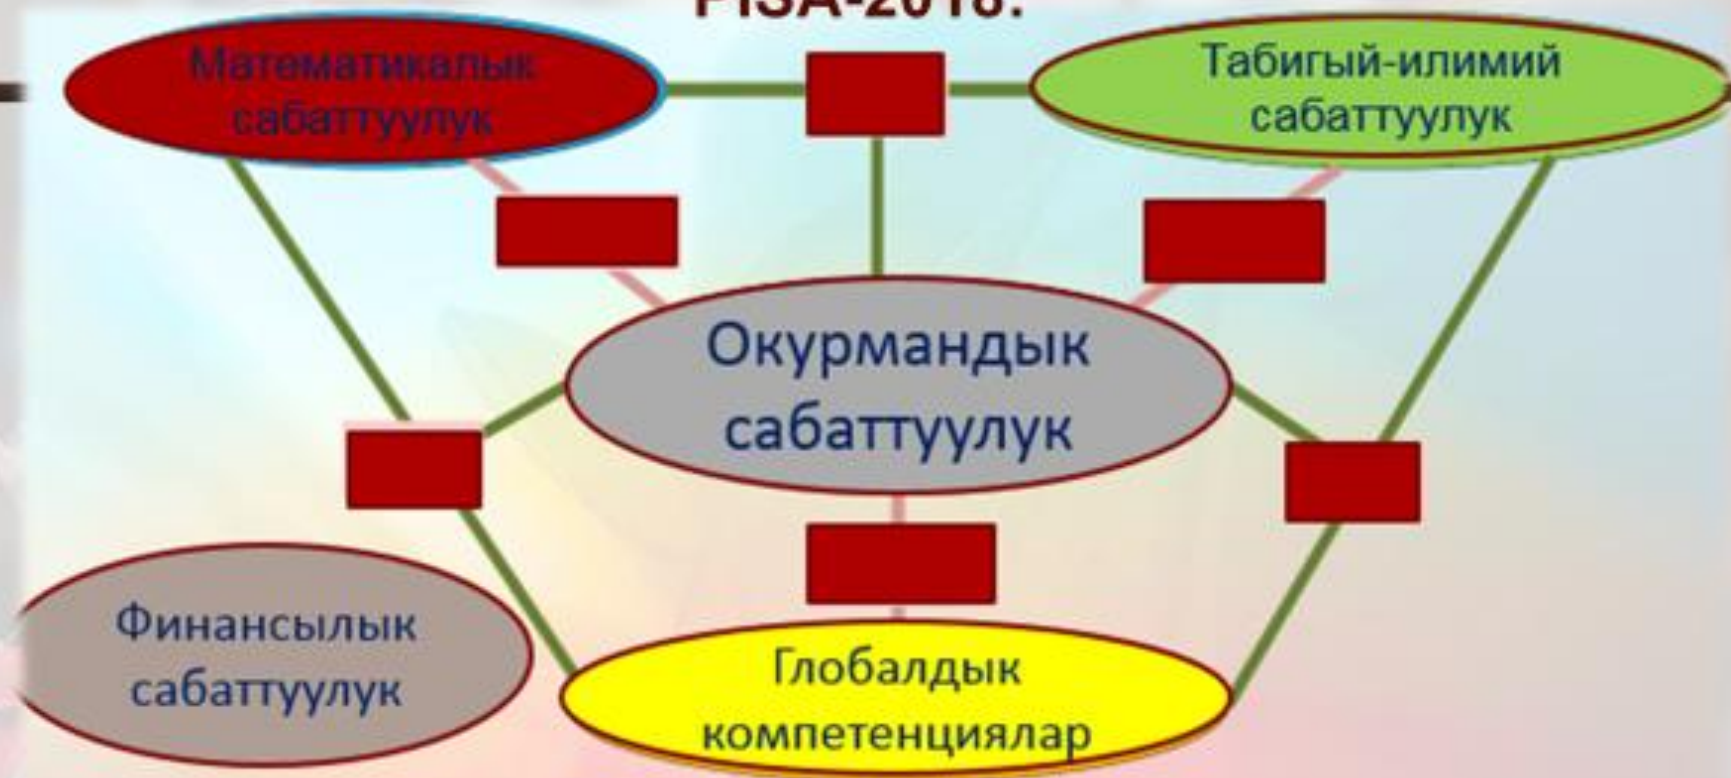 PISA-2018:
Математикалык
сабаттуулук
Табигый-илимий
сабаттуулук
Окурмандык
сабаттуулук
Финансылык
сабаттуулук
Глобалдык
компетенциялар